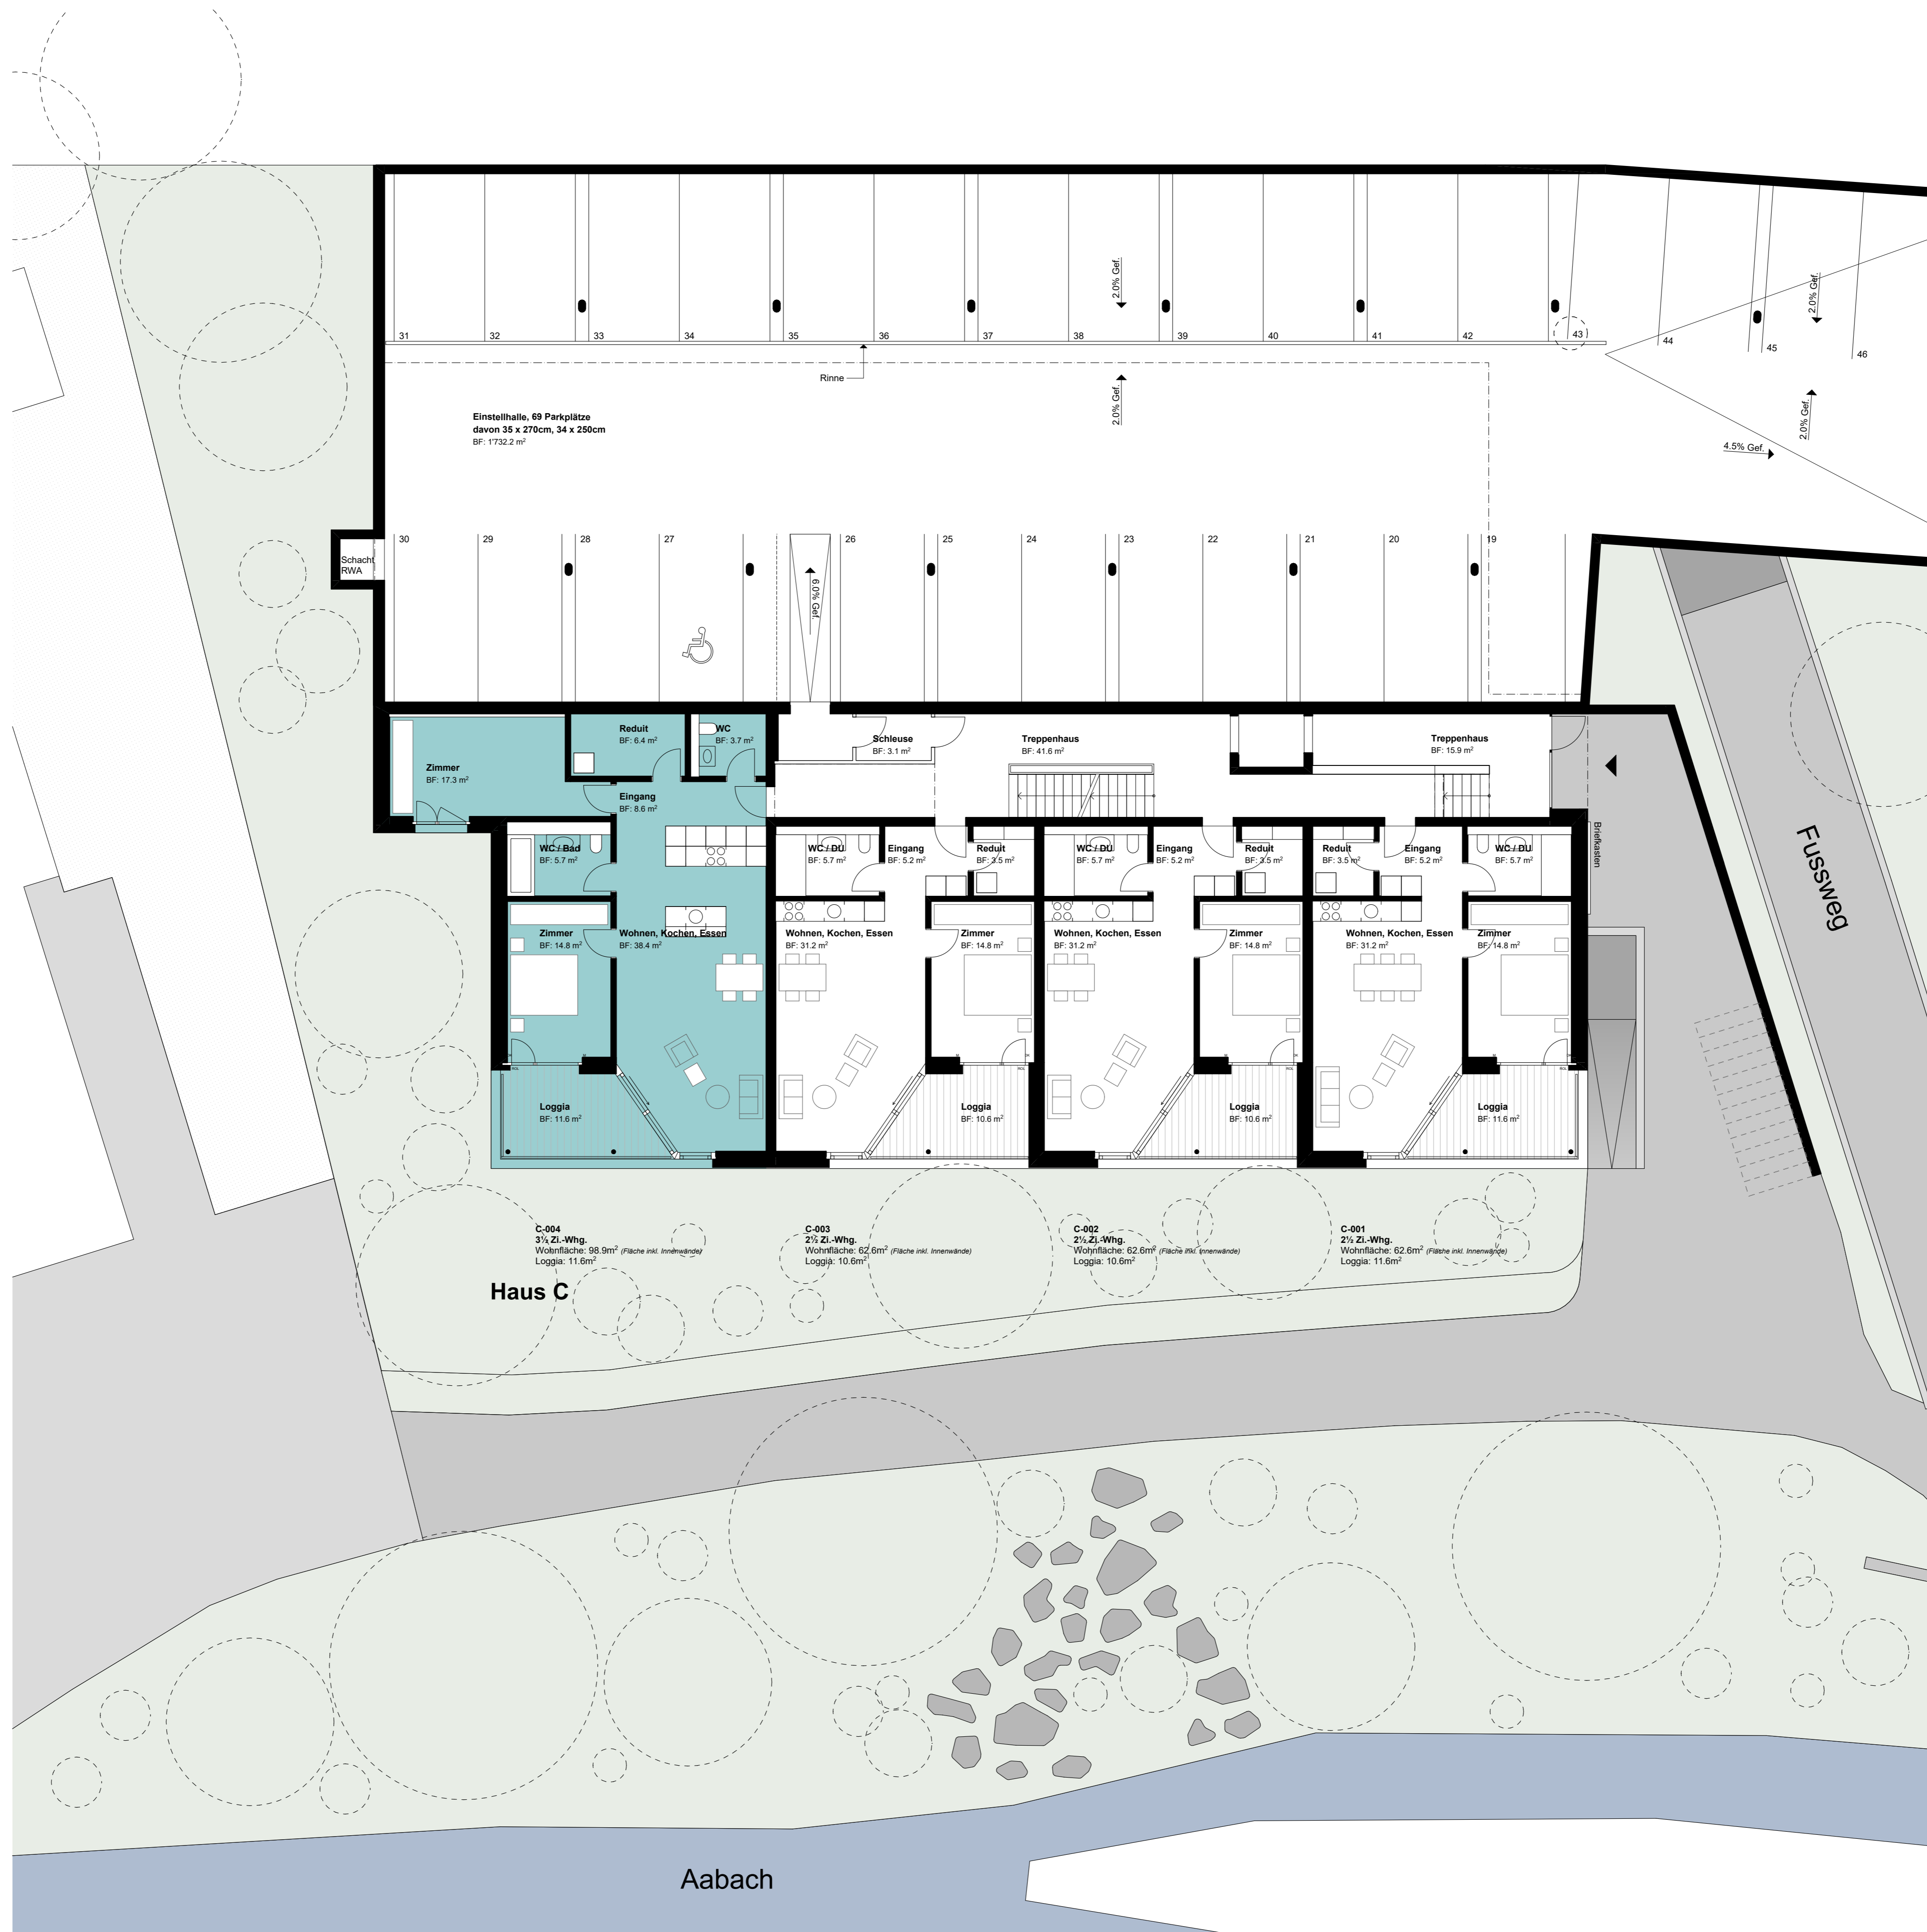 2.0% Gef.
2.0% Gef.
31
32
33
34
35
36
37
38
39
40
41
42
43
44
45
46
Rinne
2.0% Gef.
2.0% Gef.
4.5% Gef.
Einstellhalle, 69 Parkplätze
davon 35 x 270cm, 34 x 250cm
BF: 1'732.2 m²
30
29
28
27
26
25
24
23
22
21
20
19
Schacht
RWA
6.0% Gef.
Reduit
BF: 6.4 m²
WC
BF: 3.7 m²
Schleuse
BF: 3.1 m²
Treppenhaus
BF: 41.6 m²
Treppenhaus
BF: 15.9 m²
Zimmer
BF: 17.3 m²
Eingang
BF: 8.6 m²
Briefkasten
Fussweg
WC / Bad
BF: 5.7 m²
WC / DU
BF: 5.7 m²
Eingang
BF: 5.2 m²
Reduit
BF: 3.5 m²
WC / DU
BF: 5.7 m²
Eingang
BF: 5.2 m²
Reduit
BF: 3.5 m²
Reduit
BF: 3.5 m²
Eingang
BF: 5.2 m²
WC / DU
BF: 5.7 m²
Zimmer
BF: 14.8 m²
Wohnen, Kochen, Essen
BF: 38.4 m²
Wohnen, Kochen, Essen
BF: 31.2 m²
Zimmer
BF: 14.8 m²
Wohnen, Kochen, Essen
BF: 31.2 m²
Zimmer
BF: 14.8 m²
Wohnen, Kochen, Essen
BF: 31.2 m²
Zimmer
BF: 14.8 m²
Loggia
BF: 11.6 m²
Loggia
BF: 10.6 m²
Loggia
BF: 10.6 m²
Loggia
BF: 11.6 m²
C-004
3½ Zi.-Whg.
Wohnfläche: 98.9m² (Fläche inkl. Innenwände)
Loggia: 11.6m²
C-003
2½ Zi.-Whg.
Wohnfläche: 62.6m² (Fläche inkl. Innenwände)
Loggia: 10.6m²
C-002
2½ Zi.-Whg.
Wohnfläche: 62.6m² (Fläche inkl. Innenwände)
Loggia: 10.6m²
C-001
2½ Zi.-Whg.
Wohnfläche: 62.6m² (Fläche inkl. Innenwände)
Loggia: 11.6m²
Haus C
Aabach